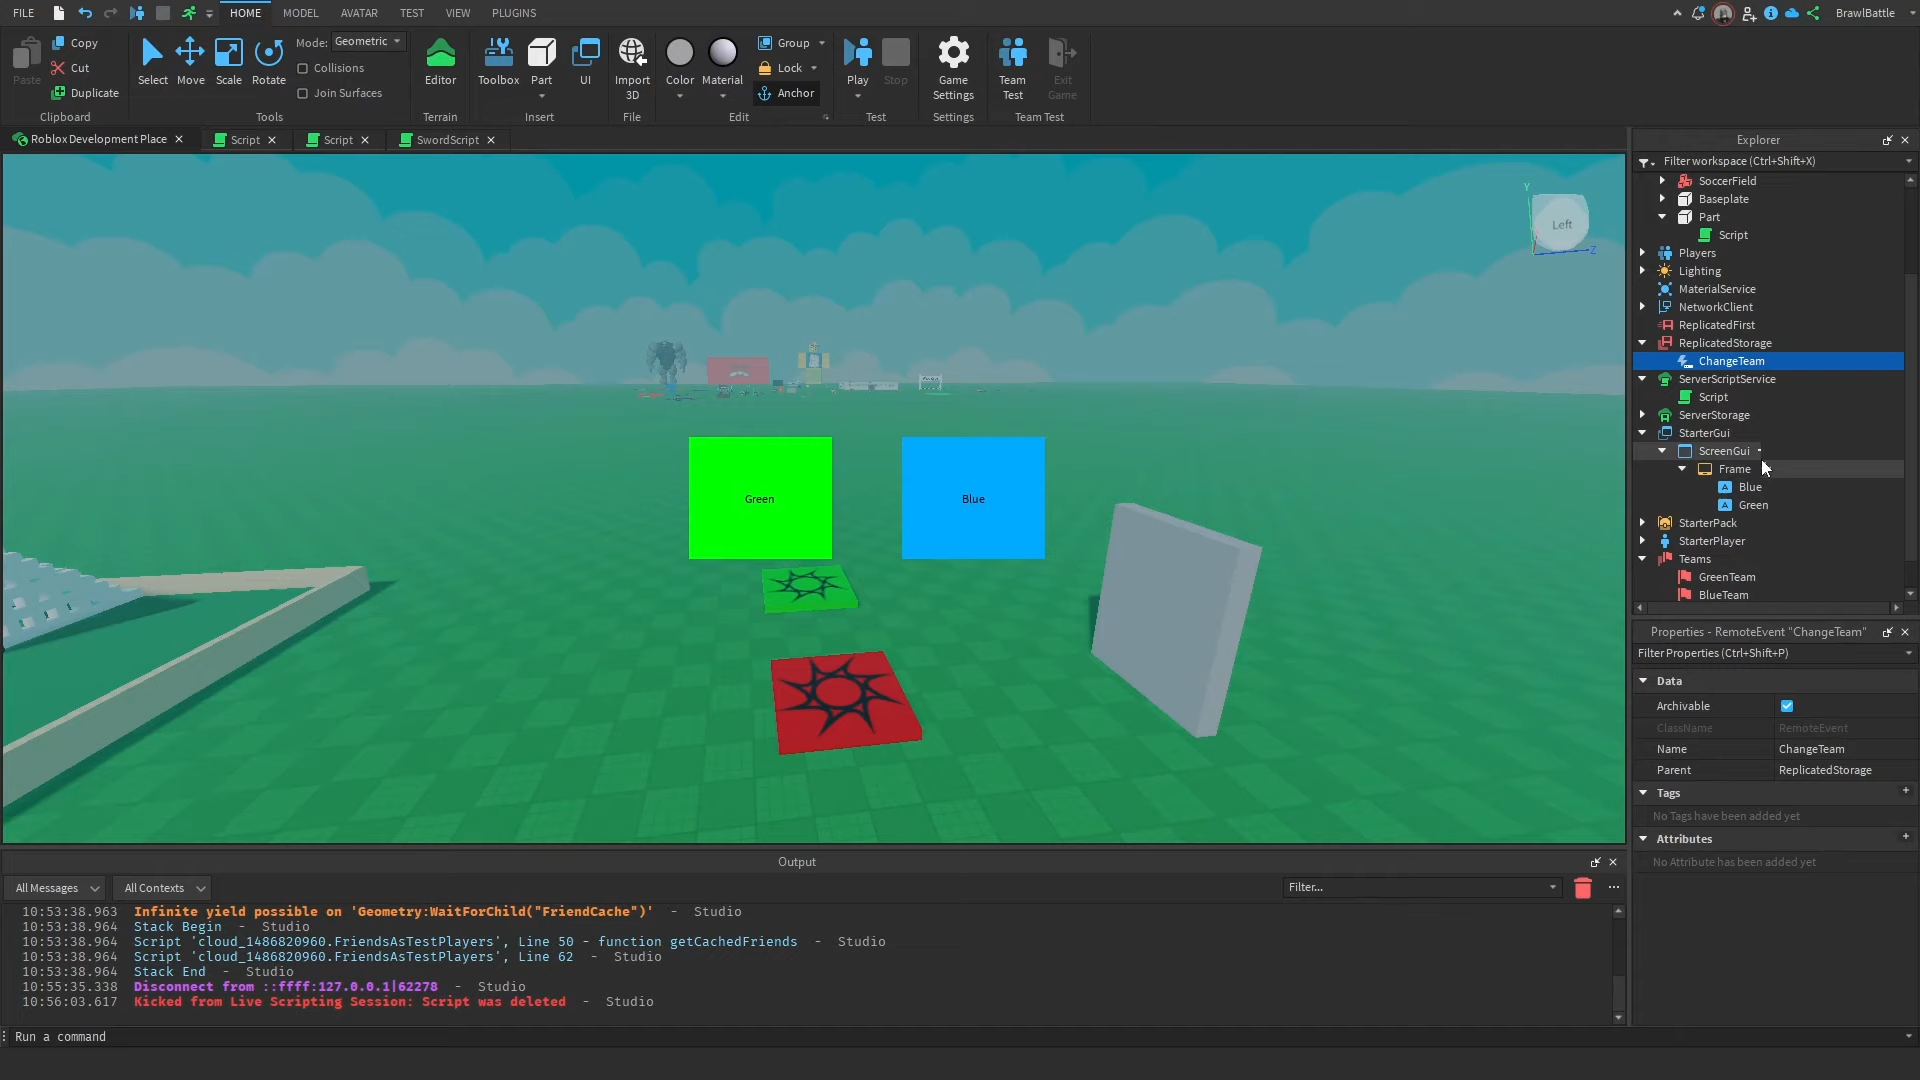 FILE
HOME
MODEL
AVATAR
TEST
VIEW
PLUGINS
BrawlBattle
Paste
Copy
Cut
Duplicate
Clipboard
Select
Move
Scale
Rotate
Mode: Geometric
Collisions
Join Surfaces
Tools
Editor
Terrain
Toolbox
Part
UI
Insert
Import
3D
File
Color
Material
Group
Lock
Anchor
Edit
Play
Stop
Test
Game
Settings
Settings
Team
Test
Exit
Game
Team Test
Roblox Development Place
Script
Script
SwordScript
Y
Left
Z
Green
Blue
Explorer
Filter workspace (Ctrl+Shift+X)
SoccerField
Baseplate
Part
Script
Players
Lighting
MaterialService
NetworkClient
ReplicatedFirst
ReplicatedStorage
ChangeTeam
ServerScriptService
Script
ServerStorage
StarterGui
ScreenGui
Frame
Blue
Green
StarterPack
StarterPlayer
Teams
GreenTeam
BlueTeam
Properties - RemoteEvent "ChangeTeam"
Filter Properties (Ctrl+Shift+P)
Data
Archivable
ClassName RemoteEvent
Name ChangeTeam
Parent ReplicatedStorage
Tags
No Tags have been added yet
Attributes
No Attribute has been added yet
Output
All Messages
All Contexts
Filter...
10:53:38.963 Infinite yield possible on 'Geometry:WaitForChild("FriendCache")' - Studio
10:53:38.964 Stack Begin - Studio
10:53:38.964 Script 'cloud_1486820960.FriendsAsTestPlayers', Line 50 - function getCachedFriends - Studio
10:53:38.964 Script 'cloud_1486820960.FriendsAsTestPlayers', Line 62 - Studio
10:53:38.964 Stack End - Studio
10:55:35.338 Disconnect from ::ffff:127.0.0.1|62278 - Studio
10:56:03.617 Kicked from Live Scripting Session: Script was deleted - Studio
Run a command